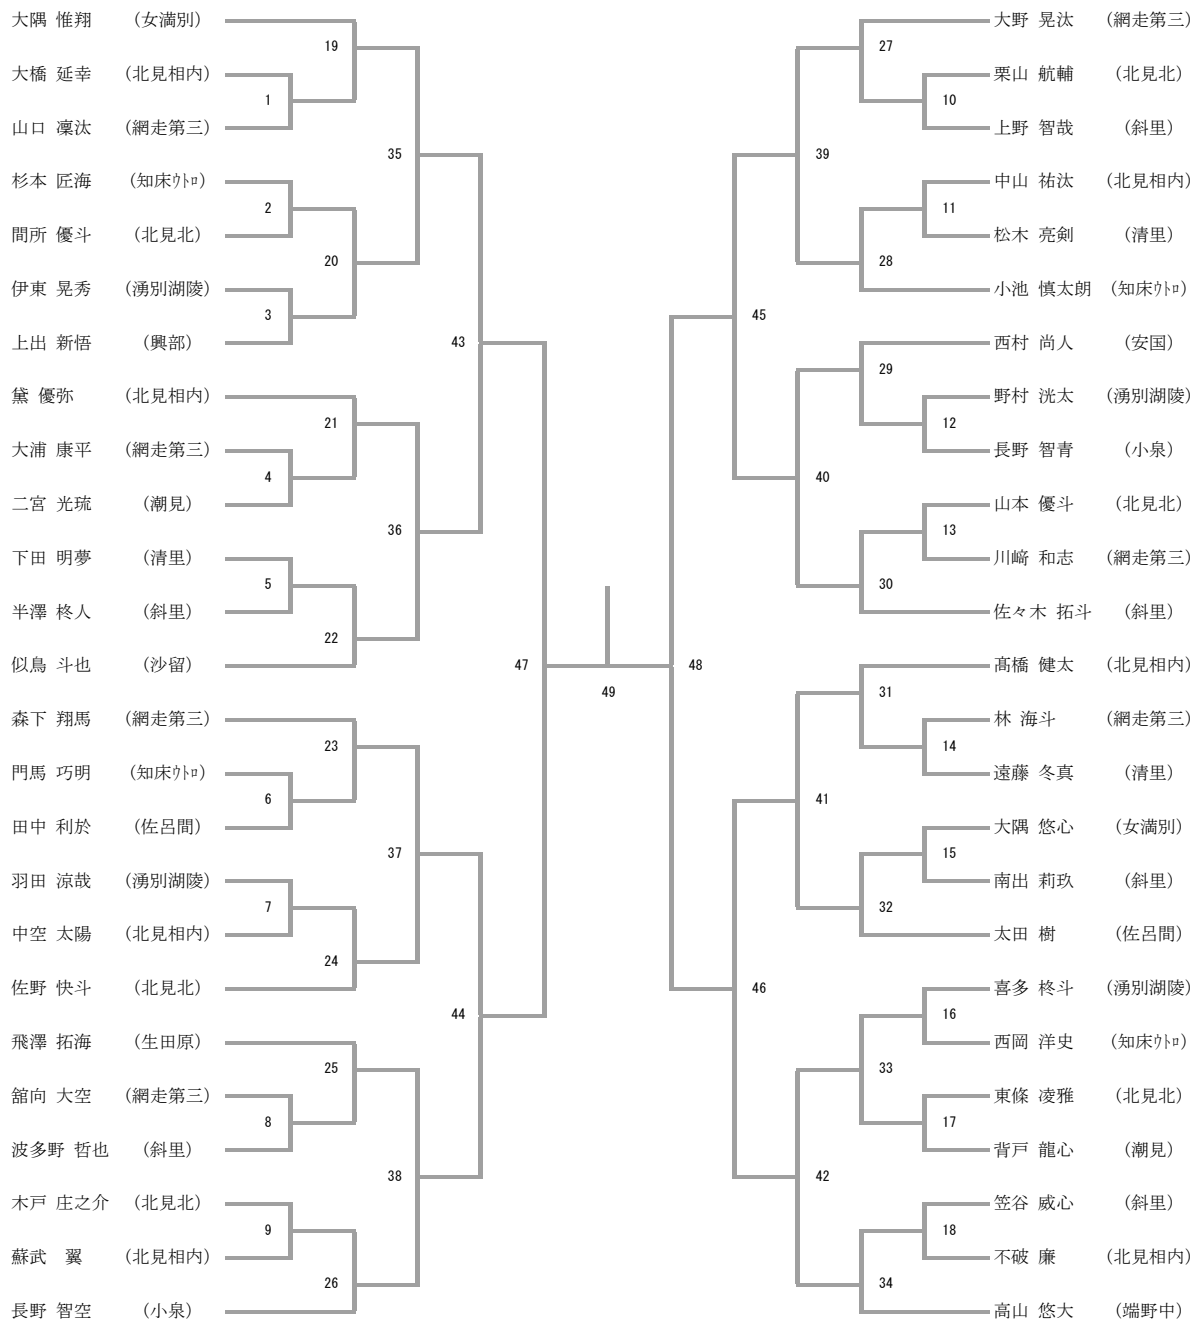 大隅 惟翔 (女満別)
19
大橋 延幸 (北見相内)
1
山口 凜汰 (網走第三)
35
杉本 匠海 (知床ｳﾄﾛ)
2
間所 優斗 (北見北)
20
伊東 晃秀 (湧別湖陵)
3
上出 新悟 (興部)
43
黛 優弥 (北見相内)
21
大浦 康平 (網走第三)
4
二宮 光琉 (潮見)
36
下田 明夢 (清里)
5
半澤 柊人 (斜里)
22
似鳥 斗也 (沙留)
47
49
森下 翔馬 (網走第三)
23
門馬 巧明 (知床ｳﾄﾛ)
6
田中 利於 (佐呂間)
37
羽田 涼哉 (湧別湖陵)
7
中空 太陽 (北見相内)
24
佐野 快斗 (北見北)
44
飛澤 拓海 (生田原)
25
舘向 大空 (網走第三)
8
波多野 哲也 (斜里)
38
木戸 庄之介 (北見北)
9
蘇武 翼 (北見相内)
26
長野 智空 (小泉)
大野 晃汰 (網走第三)
27
栗山 航輔 (北見北)
10
上野 智哉 (斜里)
39
中山 祐汰 (北見相内)
11
松木 亮剣 (清里)
28
小池 慎太朗 (知床ｳﾄﾛ)
45
西村 尚人 (安国)
29
野村 洸太 (湧別湖陵)
12
長野 智青 (小泉)
40
山本 優斗 (北見北)
13
川﨑 和志 (網走第三)
30
佐々木 拓斗 (斜里)
48
髙橋 健太 (北見相内)
31
林 海斗 (網走第三)
14
遠藤 冬真 (清里)
41
大隅 悠心 (女満別)
15
南出 莉玖 (斜里)
32
太田 樹 (佐呂間)
46
喜多 柊斗 (湧別湖陵)
16
西岡 洋史 (知床ｳﾄﾛ)
33
東條 凌雅 (北見北)
17
背戸 龍心 (潮見)
42
笠谷 威心 (斜里)
18
不破 廉 (北見相内)
34
高山 悠大 (端野中)